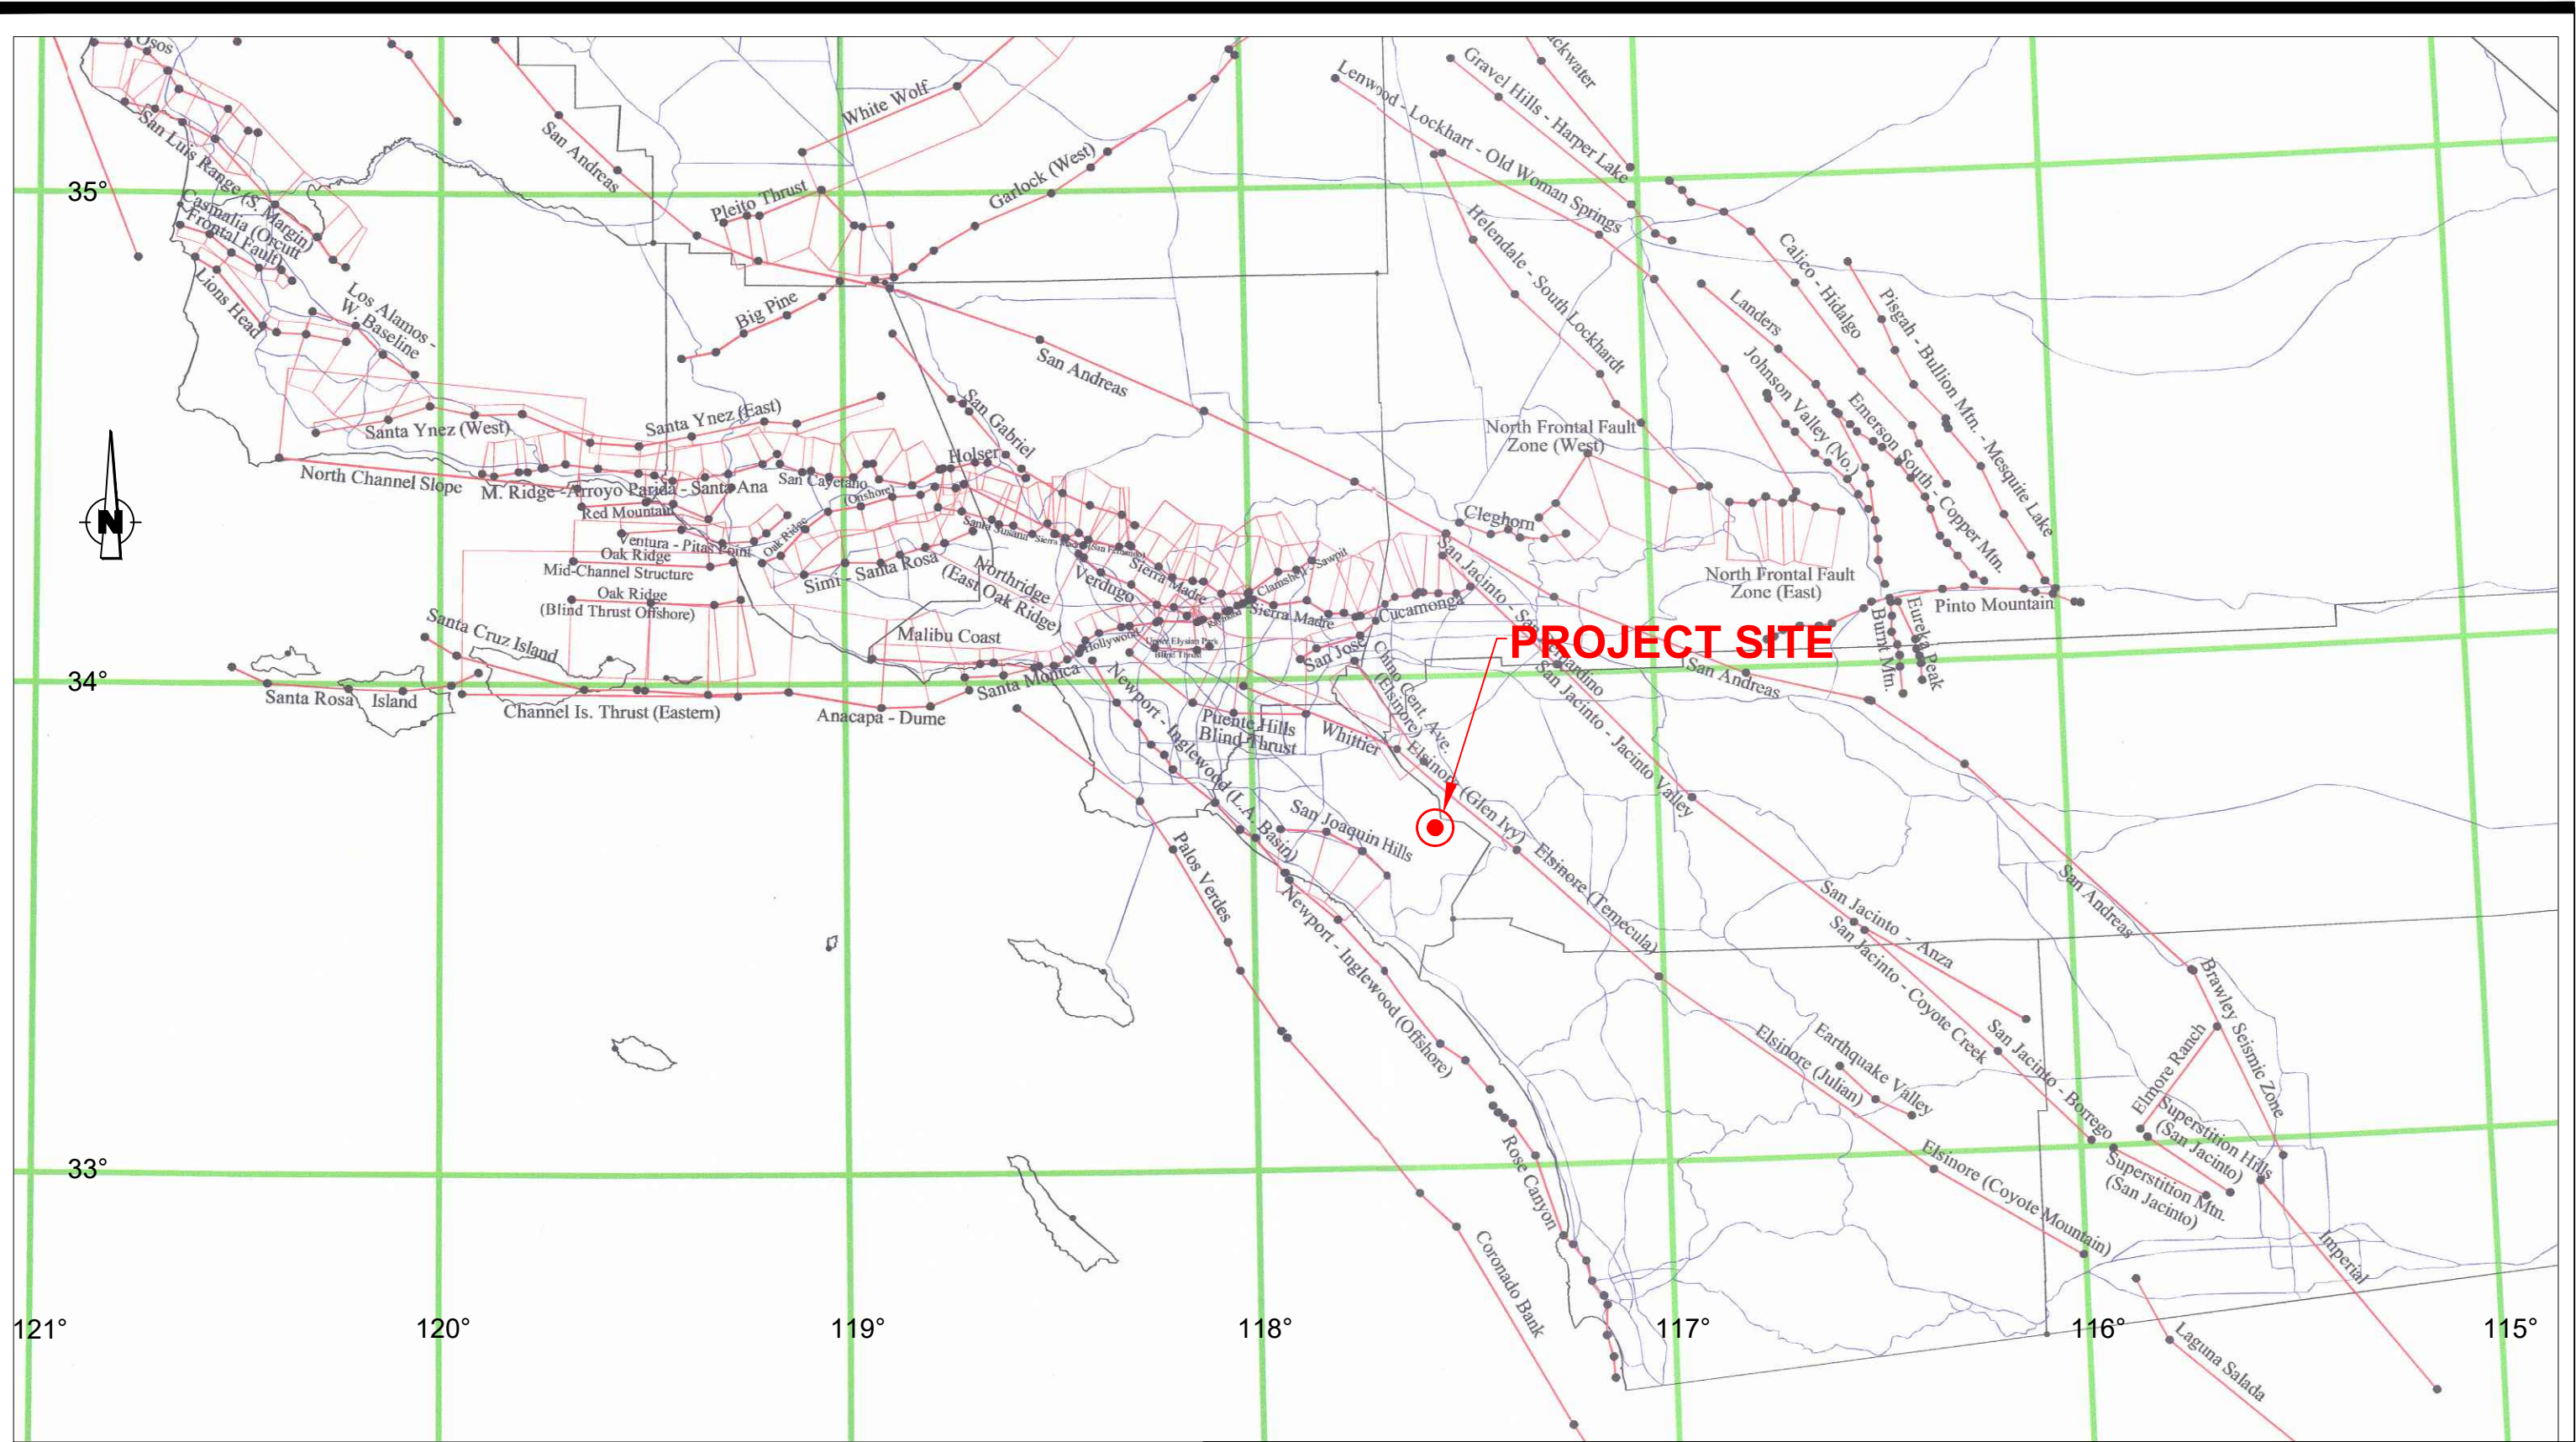 Osos
San Luis Range (S. Margin)
Casmalia (Orcutt
Frontal Fault)
Lions Head
Los Alamos -
W. Baseline
San Andreas
White Wolf
Pleito Thrust
Garlock (West)
Big Pine
San Andreas
Lenwood - Lockhart - Old Woman Springs
Gravel Hills - Harper Lake
ckwater
Helendale - South Lockhardt
Calico - Hidalgo
Pisgah - Bullion Mtn. - Mesquite Lake
Landers
Johnson Valley (No.)
Emerson South - Copper Mtn.
35°
Santa Ynez (West)
Santa Ynez (East)
San Gabriel
Holser
North Channel Slope
M. Ridge - Arroyo Parida - Santa Ana
San Cayetano
Red Mountain
(Onshore)
Oak Ridge
Ventura - Pitas Point
Oak Ridge
Mid-Channel Structure
Oak Ridge
(Blind Thrust Offshore)
Simi - Santa Rosa
Santa Susana
Northridge
(East Oak Ridge)
Verdugo
Sierra Madre
Clamshell - Sawpit
Sierra Madre
Cucamonga
North Frontal Fault
Zone (West)
Cleghorn
North Frontal Fault
Zone (East)
Pinto Mountain
Burnt Mtn.
Eureka Peak
San Jacinto - San Bernardino
PROJECT SITE
Santa Cruz Island
Malibu Coast
Hollywood
Upper Elysian Park
Blind Thrust
Raymond
San Jose
Chino Cent. Ave.
(Elsinore)
34°
Santa Rosa Island
Channel Is. Thrust (Eastern)
Anacapa - Dume
Santa Monica
Puente Hills
Blind Thrust
Whittier
Newport - Inglewood (L.A. Basin)
San Joaquin Hills
Elsinore (Glen Ivy)
San Jacinto - Jacinto Valley
San Andreas
Palos Verdes
Newport - Inglewood (Offshore)
Elsinore (Temecula)
San Jacinto - Anza
San Jacinto - Coyote Creek
San Andreas
Brawley Seismic Zone
Elsinore (Julian)
Earthquake Valley
San Jacinto - Borrego
Elmore Ranch
Superstition Hills
(San Jacinto)
Superstition Mtn.
(San Jacinto)
N
33°
Rose Canyon
Elsinore (Coyote Mountain)
Coronado Bank
Imperial
Laguna Salada
121°
120°
119°
118°
117°
116°
115°